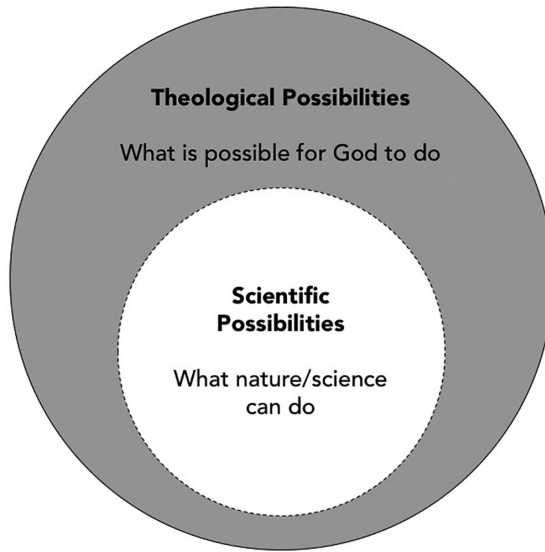 Theological Possibilities
What is possible for God to do
Scientific
Possibilities
What nature/science
can do